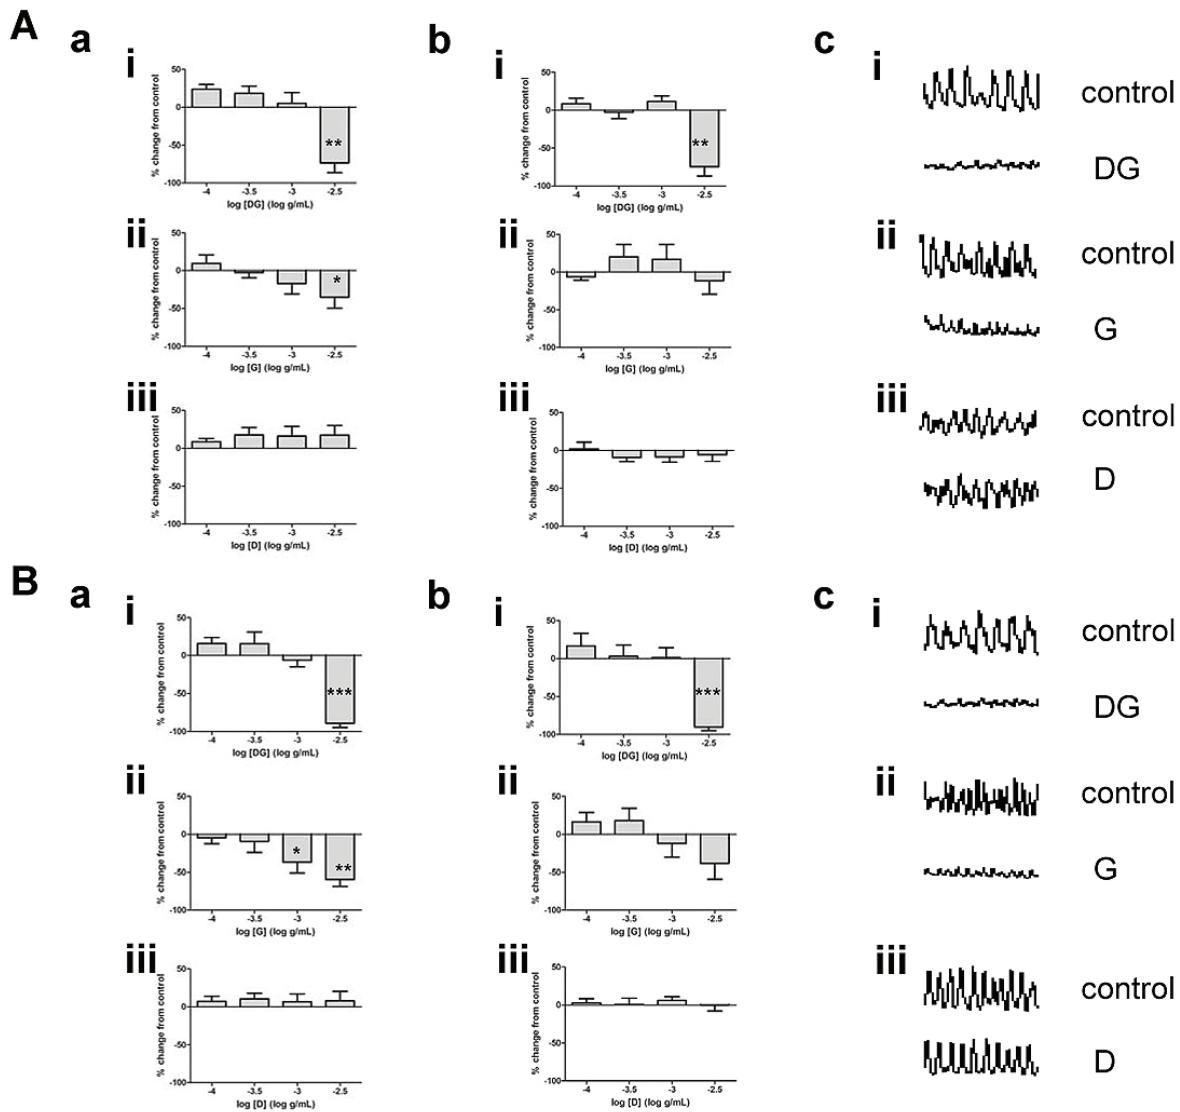 A
a
i
% change from control
50
0
-50
-100
**
-4 -3.5 -3 -2.5
log [DG] (log g/mL)
ii
% change from control
50
0
-50
-100
*
-4 -3.5 -3 -2.5
log [G] (log g/mL)
iii
% change from control
50
0
-50
-100
-4 -3.5 -3 -2.5
log [D] (log g/mL)
b
i
% change from control
50
0
-50
-100
**
-4 -3.5 -3 -2.5
log [DG] (log g/mL)
ii
% change from control
50
0
-50
-100
-4 -3.5 -3 -2.5
log [G] (log g/mL)
iii
% change from control
50
0
-50
-100
-4 -3.5 -3 -2.5
log [D] (log g/mL)
c
i
control
DG
ii
control
G
iii
control
D
B
a
i
% change from control
50
0
-50
-100
***
-4 -3.5 -3 -2.5
log [DG] (log g/mL)
ii
% change from control
50
0
-50
-100
*
**
-4 -3.5 -3 -2.5
log [G] (log g/mL)
iii
% change from control
50
0
-50
-100
-4 -3.5 -3 -2.5
log [D] (log g/mL)
b
i
% change from control
50
0
-50
-100
***
-4 -3.5 -3 -2.5
log [DG] (log g/mL)
ii
% change from control
50
0
-50
-100
-4 -3.5 -3 -2.5
log [G] (log g/mL)
iii
% change from control
50
0
-50
-100
-4 -3.5 -3 -2.5
log [D] (log g/mL)
c
i
control
DG
ii
control
G
iii
control
D